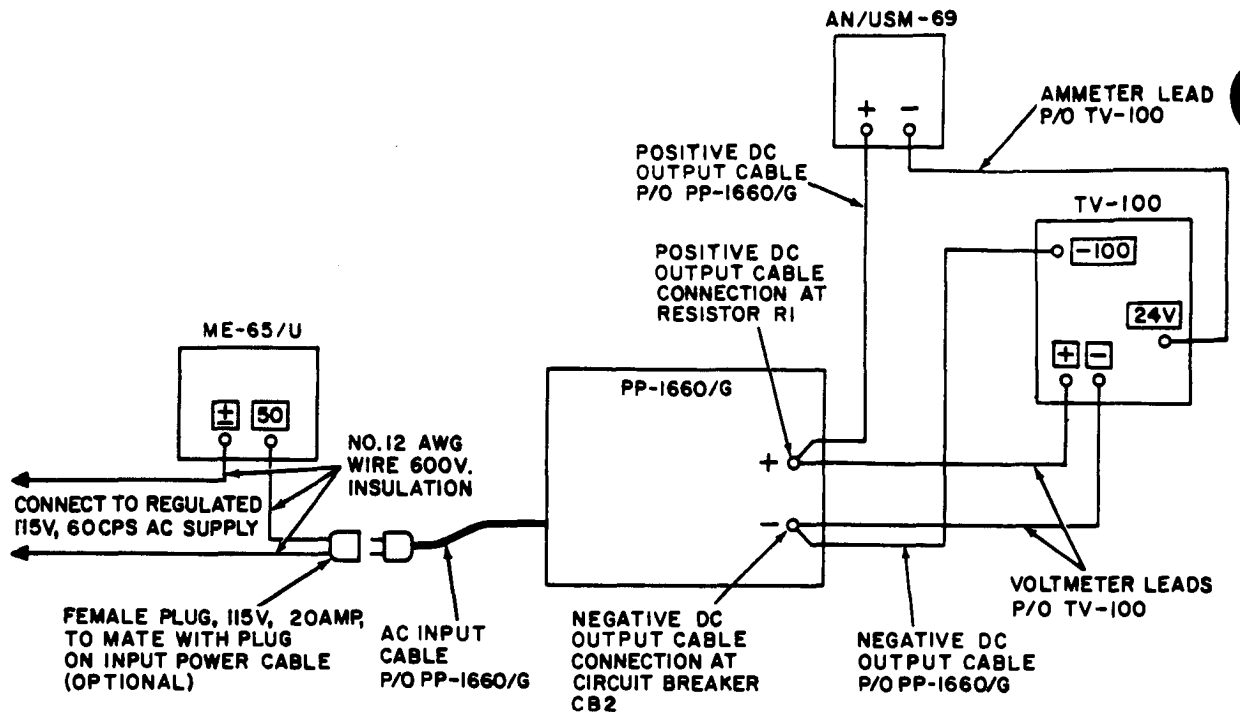 AN/USM-69
+ −
AMMETER LEAD
P/O TV-100
POSITIVE DC
OUTPUT CABLE
P/O PP-1660/G
TV-100
-100
24V
+ −
POSITIVE DC
OUTPUT CABLE
CONNECTION AT
RESISTOR R1
ME-65/U
± 50
NO.12 AWG
WIRE 600V.
INSULATION
PP-1660/G
+
−
CONNECT TO REGULATED
115V, 60CPS AC SUPPLY
FEMALE PLUG, 115V, 20AMP,
TO MATE WITH PLUG
ON INPUT POWER CABLE
(OPTIONAL)
AC INPUT
CABLE
P/O PP-1660/G
NEGATIVE DC
OUTPUT CABLE
CONNECTION AT
CIRCUIT BREAKER
CB2
NEGATIVE DC
OUTPUT CABLE
P/O PP-1660/G
VOLTMETER LEADS
P/O TV-100